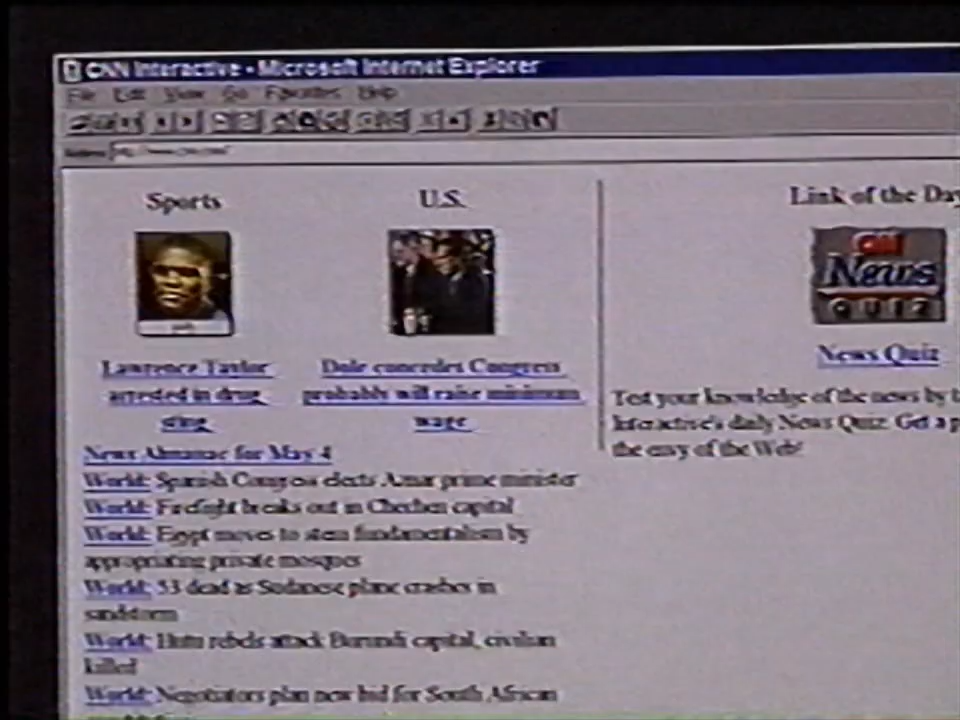 CNN Interactive - Microsoft Internet Explorer
File Edit View Go Favorites Help
Sports
U.S.
Link of the Day
CNN
News
QUIZ
Lawrence Taylor
arrested in drug
sting
Dole concedes Congress
probably will raise minimum
wage
News Quiz
Test your knowledge of the news by t
Interactive's daily News Quiz. Get a p
the envy of the Web!
News Almanac for May 4
World: Spanish Congress elects Aznar prime minister
World: Firefight breaks out in Chechen capital
World: Egypt moves to stem fundamentalism by
appropriating private mosques
World: 53 dead as Sudanese plane crashes in
sandstorm
World: Hutu rebels attack Burundi capital, civilian
killed
World: Negotiators plan new bid for South African